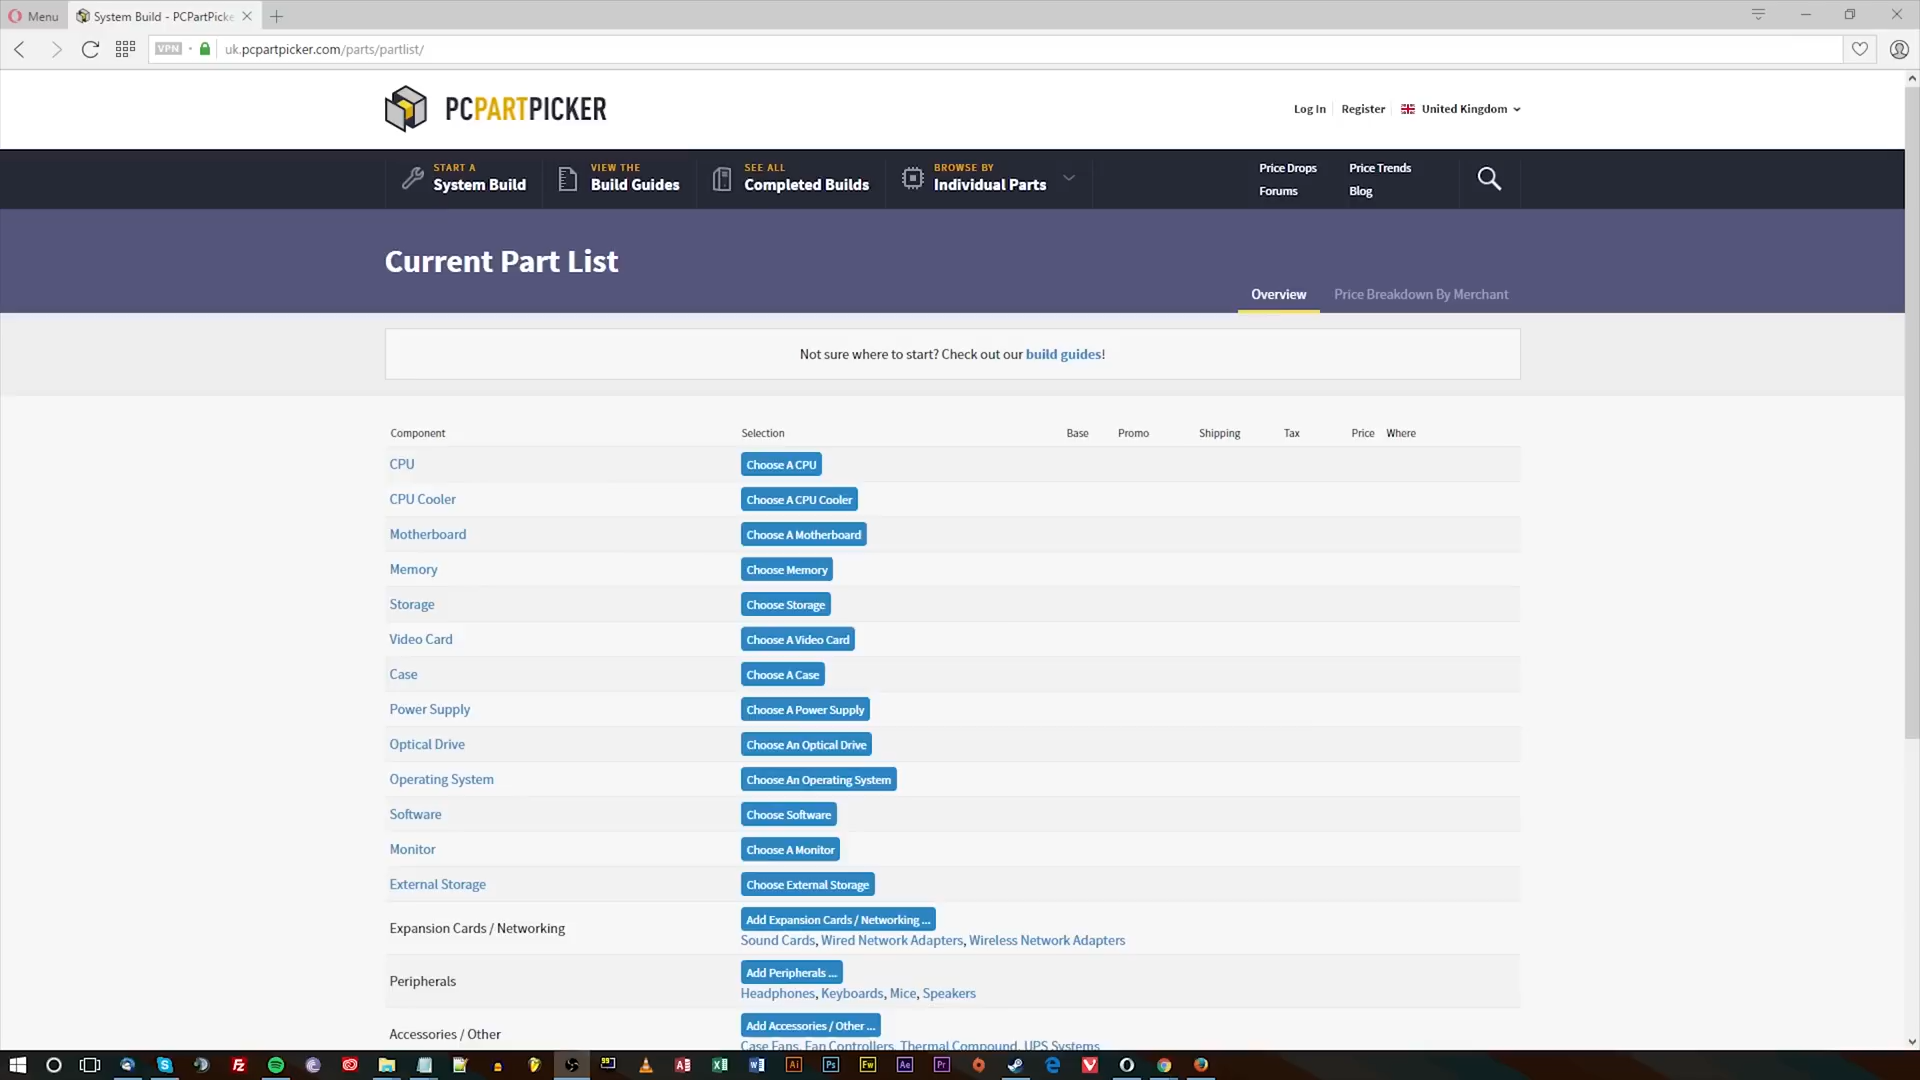 Menu
System Build - PCPartPicke
VPN
uk.pcpartpicker.com/parts/partlist/
PCPARTPICKER
Log In
Register
United Kingdom
START A
System Build
VIEW THE
Build Guides
SEE ALL
Completed Builds
BROWSE BY
Individual Parts
Price Drops
Price Trends
Forums
Blog
Current Part List
Overview
Price Breakdown By Merchant
Not sure where to start? Check out our build guides!
Component Selection Base Promo Shipping Tax Price Where
CPU Choose A CPU
CPU Cooler Choose A CPU Cooler
Motherboard Choose A Motherboard
Memory Choose Memory
Storage Choose Storage
Video Card Choose A Video Card
Case Choose A Case
Power Supply Choose A Power Supply
Optical Drive Choose An Optical Drive
Operating System Choose An Operating System
Software Choose Software
Monitor Choose A Monitor
External Storage Choose External Storage
Expansion Cards / Networking
Add Expansion Cards / Networking ...
Sound Cards, Wired Network Adapters, Wireless Network Adapters
Peripherals
Add Peripherals ...
Headphones, Keyboards, Mice, Speakers
Accessories / Other
Add Accessories / Other ...
Case Fans, Fan Controllers, Thermal Compound, UPS Systems
Ai
Ps
Fw
Ae
Pr